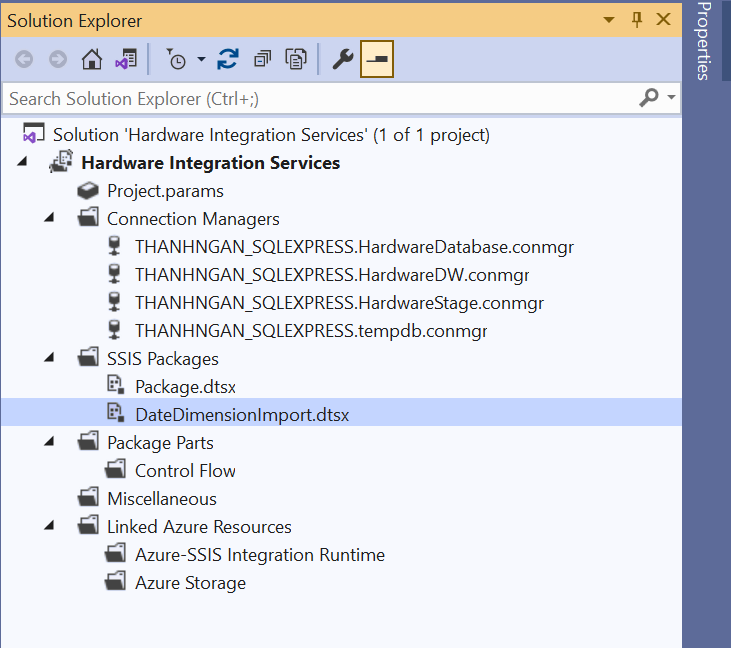 Solution Explorer
Properties
Search Solution Explorer (Ctrl+;)
Solution 'Hardware Integration Services' (1 of 1 project)
Hardware Integration Services
Project.params
Connection Managers
THANHNGAN_SQLEXPRESS.HardwareDatabase.conmgr
THANHNGAN_SQLEXPRESS.HardwareDW.conmgr
THANHNGAN_SQLEXPRESS.HardwareStage.conmgr
THANHNGAN_SQLEXPRESS.tempdb.conmgr
SSIS Packages
Package.dtsx
DateDimensionImport.dtsx
Package Parts
Control Flow
Miscellaneous
Linked Azure Resources
Azure-SSIS Integration Runtime
Azure Storage